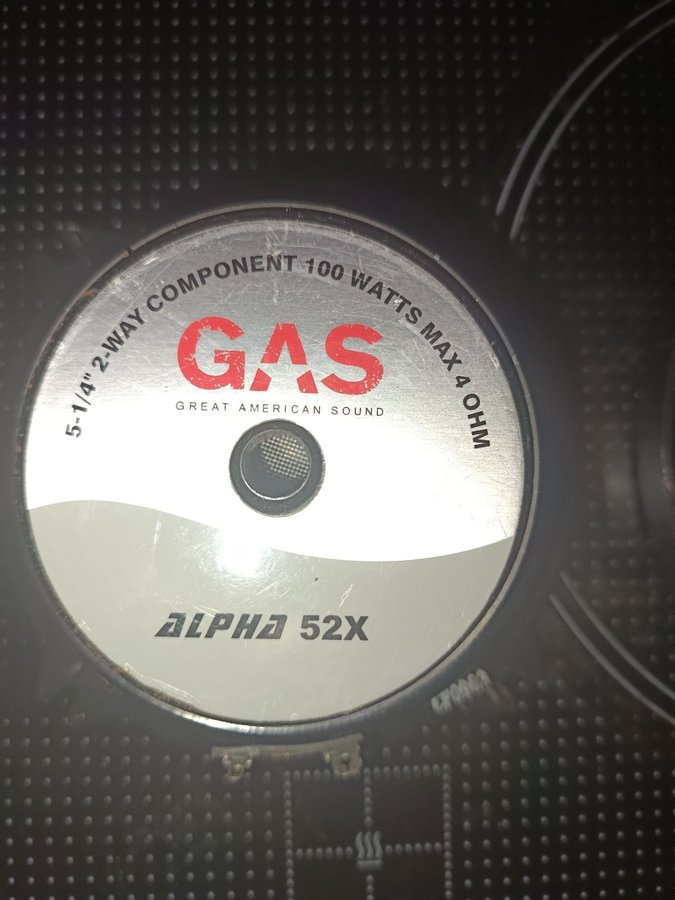 5-1/4" 2-WAY COMPONENT 100 WATTS MAX 4 OHM
GAS
GREAT AMERICAN SOUND
ALPHA 52X